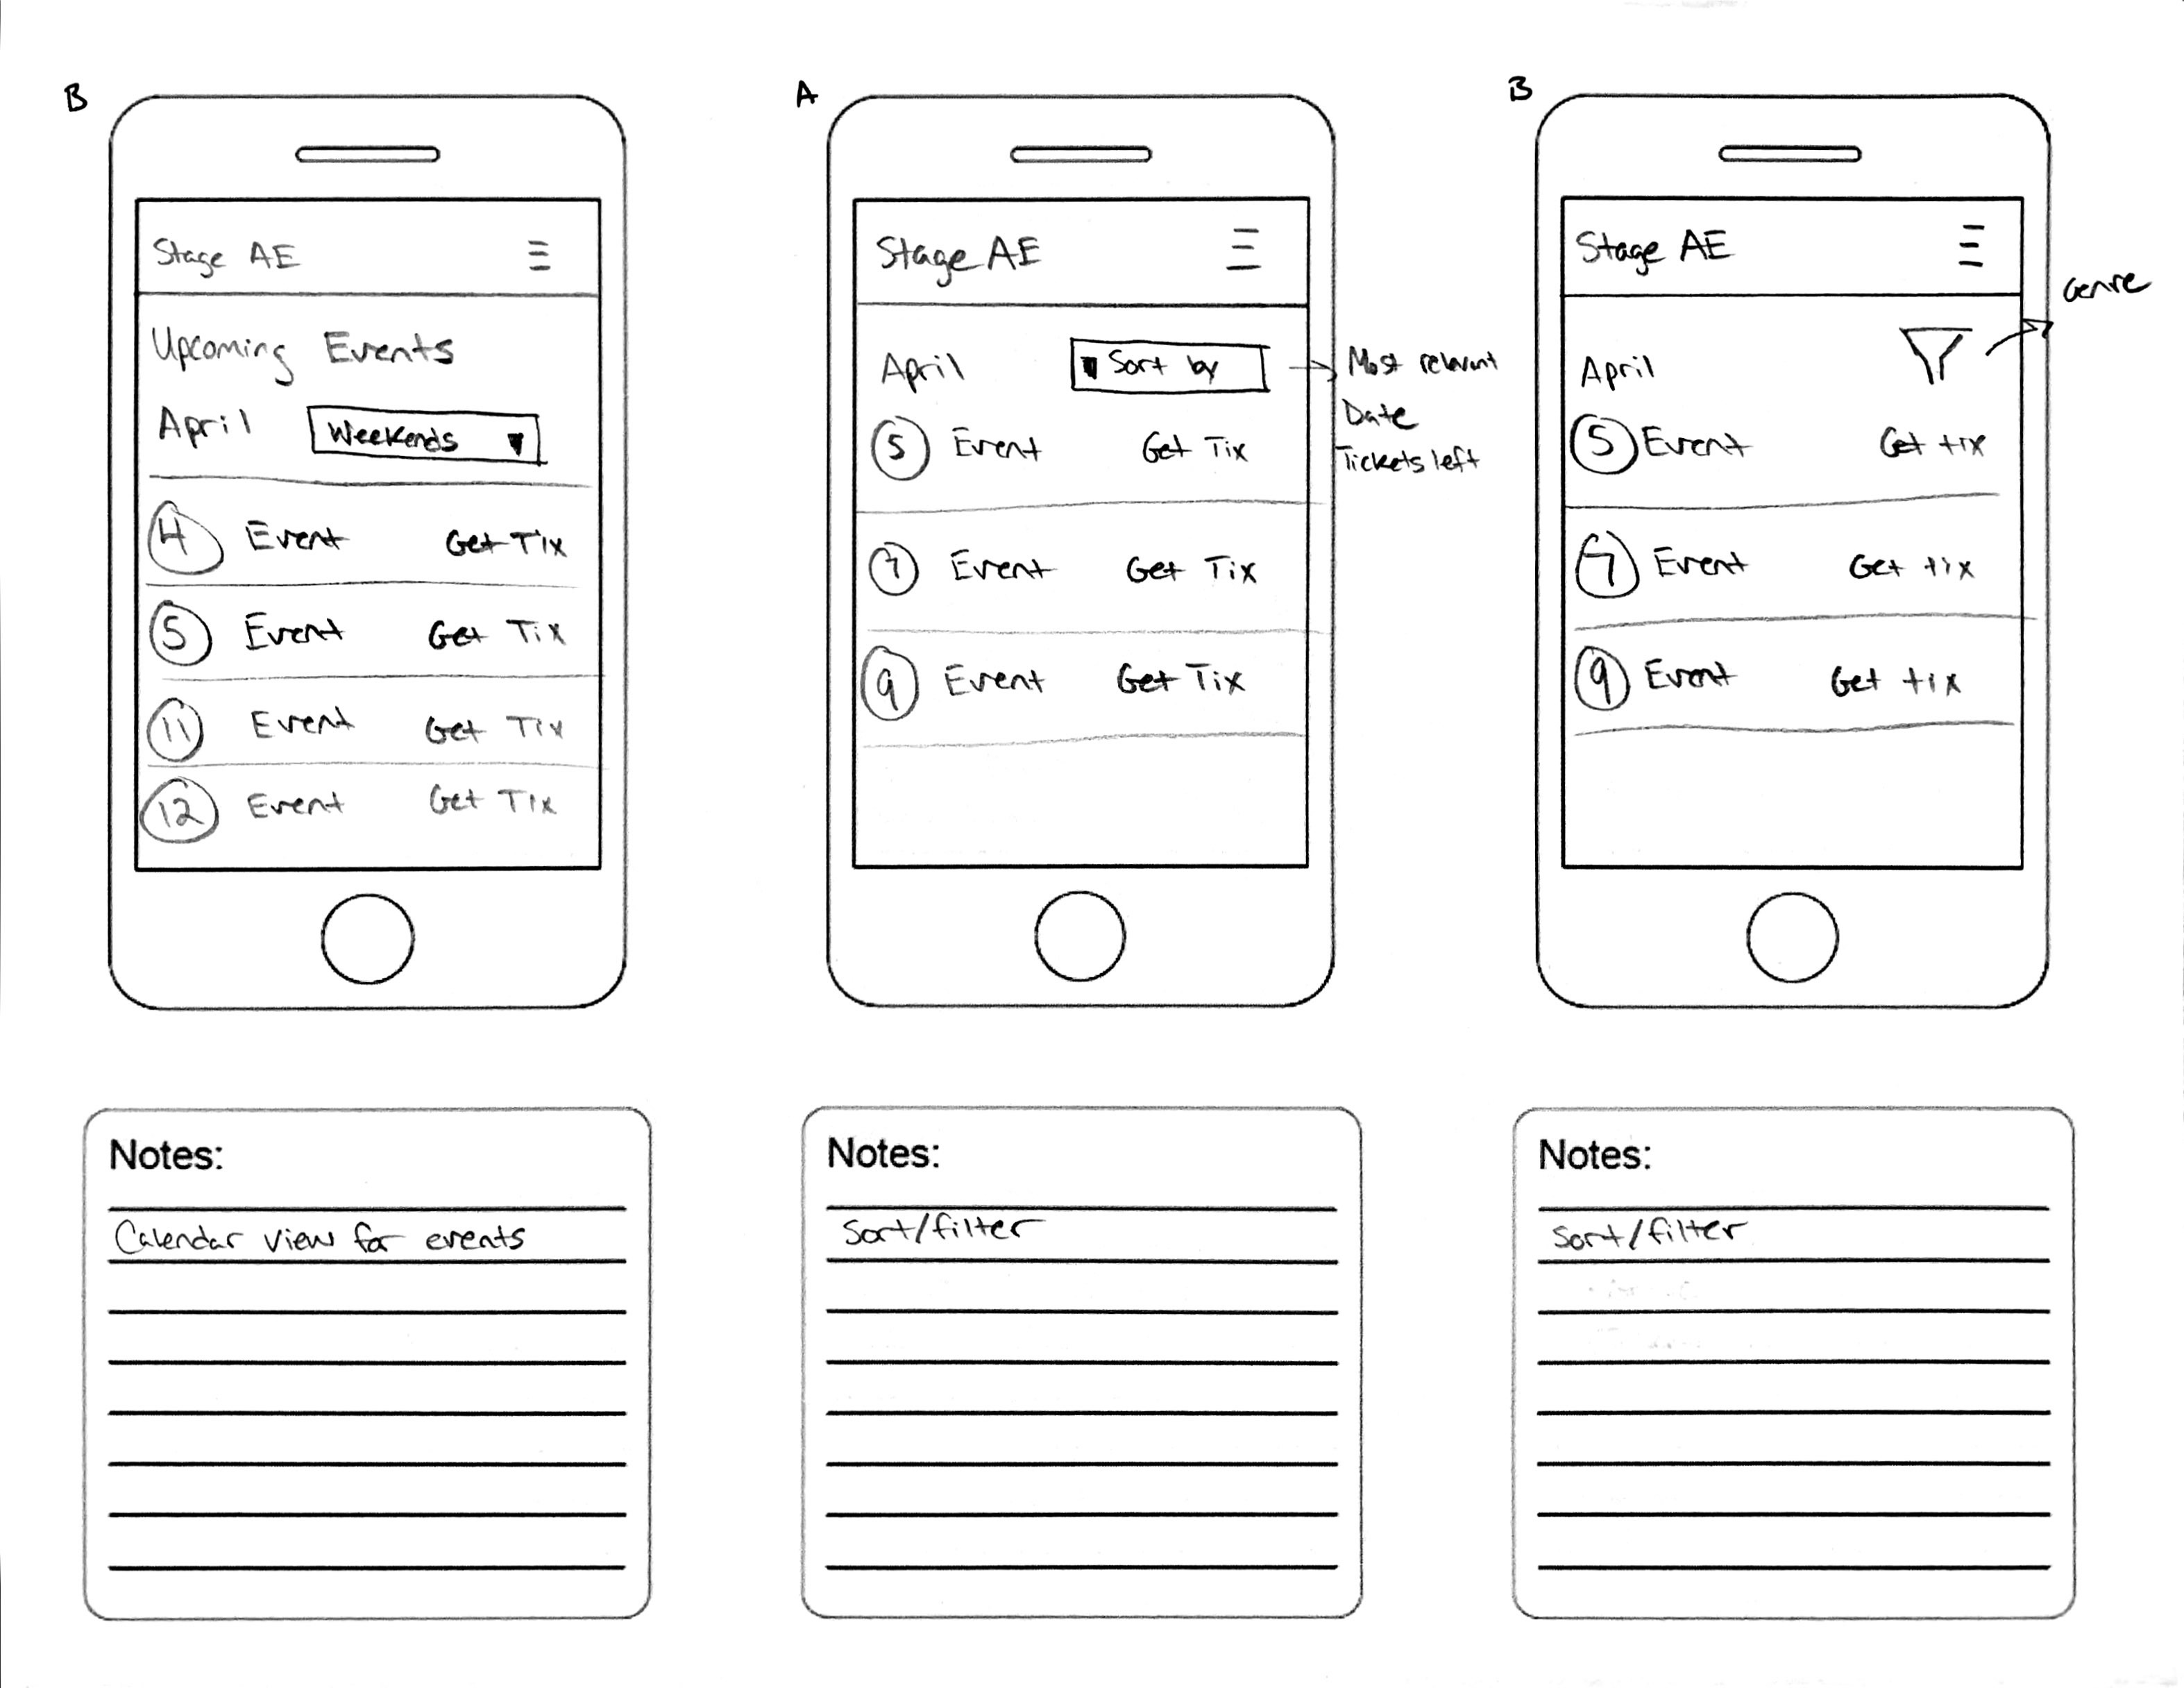 B
Stage AE
Upcoming Events
April Weekends
4 Event Get Tix
5 Event Get Tix
11 Event Get Tix
12 Event Get Tix
Notes:
Calendar view for events
A
Stage AE
April Sort by
Most relevant
Date
Tickets left
5 Event Get Tix
7 Event Get Tix
9 Event Get Tix
Notes:
Sort/filter
B
Stage AE
Genre
April
5 Event Get tix
7 Event Get tix
9 Event Get tix
Notes:
Sort/filter